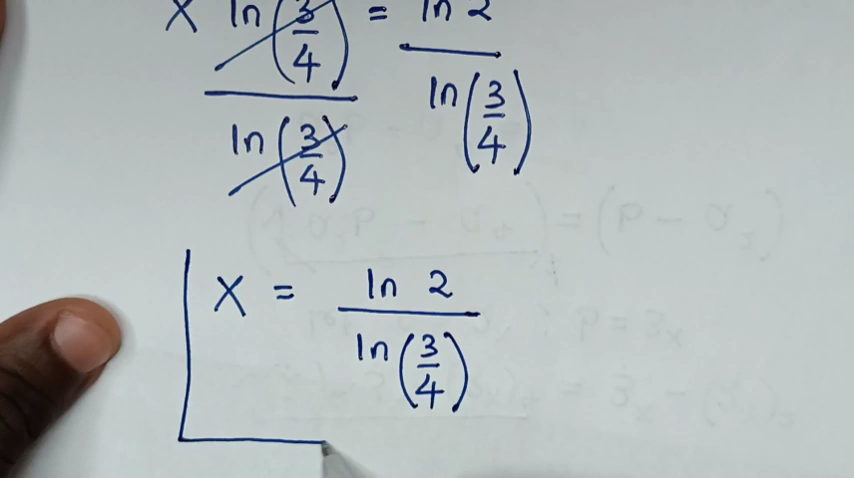 X ln(3/4) / ln(3/4) = ln 2 / ln(3/4)
X = ln 2 / ln(3/4)